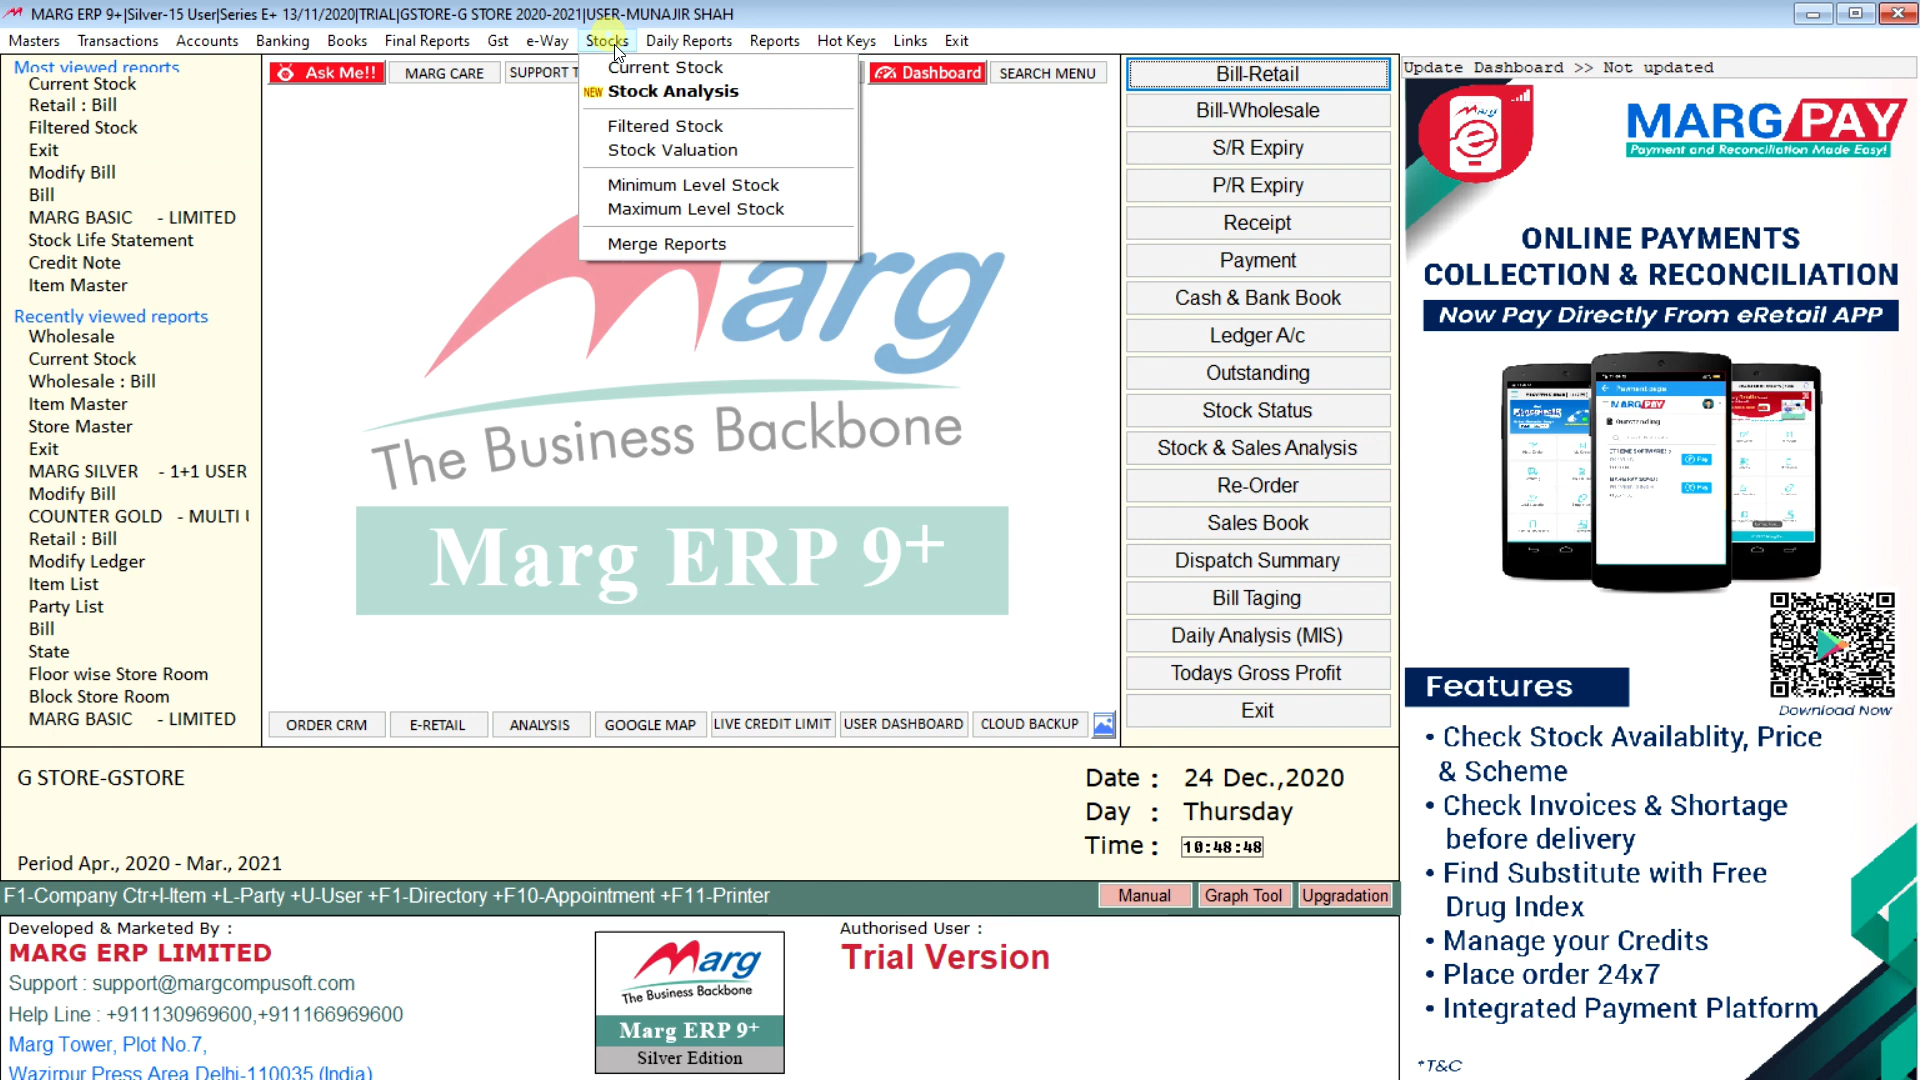 MARG ERP 9+|Silver-15 User|Series E+ 13/11/2020|TRIAL|GSTORE-G STORE 2020-2021|USER-MUNAJIR SHAH
Masters Transactions Accounts Banking Books Final Reports Gst e-Way Stocks Daily Reports Reports Hot Keys Links Exit
Most viewed reports
Current Stock
Retail : Bill
Filtered Stock
Exit
Modify Bill
Bill
MARG BASIC - LIMITED
Stock Life Statement
Credit Note
Item Master
Recently viewed reports
Wholesale
Current Stock
Wholesale : Bill
Item Master
Store Master
Exit
MARG SILVER - 1+1 USER
Modify Bill
COUNTER GOLD - MULTI
Retail : Bill
Modify Ledger
Item List
Party List
Bill
State
Floor wise Store Room
Block Store Room
MARG BASIC - LIMITED
Ask Me!! MARG CARE SUPPORT Dashboard SEARCH MENU
Current Stock
NEW Stock Analysis
Filtered Stock
Stock Valuation
Minimum Level Stock
Maximum Level Stock
Merge Reports
Marg
The Business Backbone
Marg ERP 9+
ORDER CRM E-RETAIL ANALYSIS GOOGLE MAP LIVE CREDIT LIMIT USER DASHBOARD CLOUD BACKUP
Bill-Retail
Bill-Wholesale
S/R Expiry
P/R Expiry
Receipt
Payment
Cash & Bank Book
Ledger A/c
Outstanding
Stock Status
Stock & Sales Analysis
Re-Order
Sales Book
Dispatch Summary
Bill Taging
Daily Analysis (MIS)
Todays Gross Profit
Exit
Update Dashboard >> Not updated
Marg
MARG PAY
Payment and Reconciliation Made Easy!
ONLINE PAYMENTS
COLLECTION & RECONCILIATION
Now Pay Directly From eRetail APP
MARG PAY
Outstanding
Download Now
Features
• Check Stock Availablity, Price
& Scheme
• Check Invoices & Shortage
before delivery
• Find Substitute with Free
Drug Index
• Manage your Credits
• Place order 24x7
• Integrated Payment Platform
*T&C
G STORE-GSTORE
Period Apr., 2020 - Mar., 2021
Date : 24 Dec.,2020
Day : Thursday
Time : 10:48:48
F1-Company Ctr+I-Item +L-Party +U-User +F1-Directory +F10-Appointment +F11-Printer
Manual Graph Tool Upgradation
Developed & Marketed By :
MARG ERP LIMITED
Support : support@margcompusoft.com
Help Line : +911130969600,+911166969600
Marg Tower, Plot No.7,
Wazirpur Press Area Delhi-110035 (India)
Marg
The Business Backbone
Marg ERP 9+
Silver Edition
Authorised User :
Trial Version